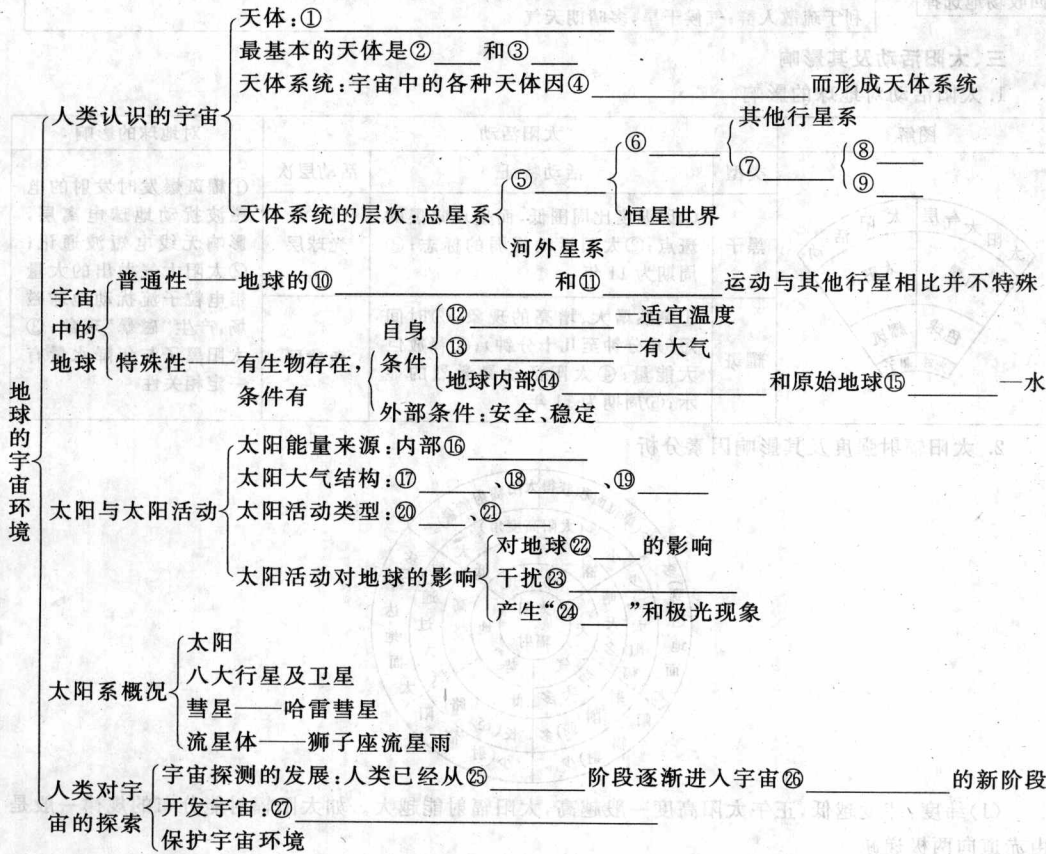 天体:①
最基本的天体是②____和③____
天体系统:宇宙中的各种天体因④____而形成天体系统
人类认识的宇宙
其他行星系
⑥____
⑦____
⑧____
⑨____
⑤____
天体系统的层次:总星系
恒星世界
河外星系
普通性——地球的⑩____和⑪____运动与其他行星相比并不特殊
宇宙中的地球
特殊性——有生物存在,条件有
自身条件
⑫____—适宜温度
⑬____—有大气
地球内部⑭____和原始地球⑮____—水
外部条件:安全、稳定
地球的宇宙环境
太阳能量来源:内部⑯____
太阳大气结构:⑰____、⑱____、⑲____
太阳与太阳活动
太阳活动类型:⑳____、㉑____
对地球㉒____的影响
太阳活动对地球的影响
干扰㉓____
产生“㉔____”和极光现象
太阳
八大行星及卫星
太阳系概况
彗星——哈雷彗星
流星体——狮子座流星雨
宇宙探测的发展:人类已经从㉕____阶段逐渐进入宇宙㉖____的新阶段
人类对宇宙的探索
开发宇宙:㉗____
保护宇宙环境